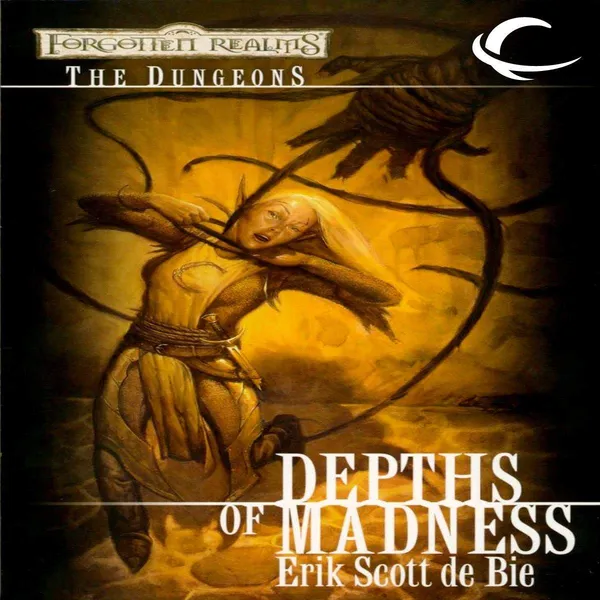 FORGOTTEN REALMS
THE DUNGEONS
DEPTHS
OF MADNESS
Erik Scott de Bie